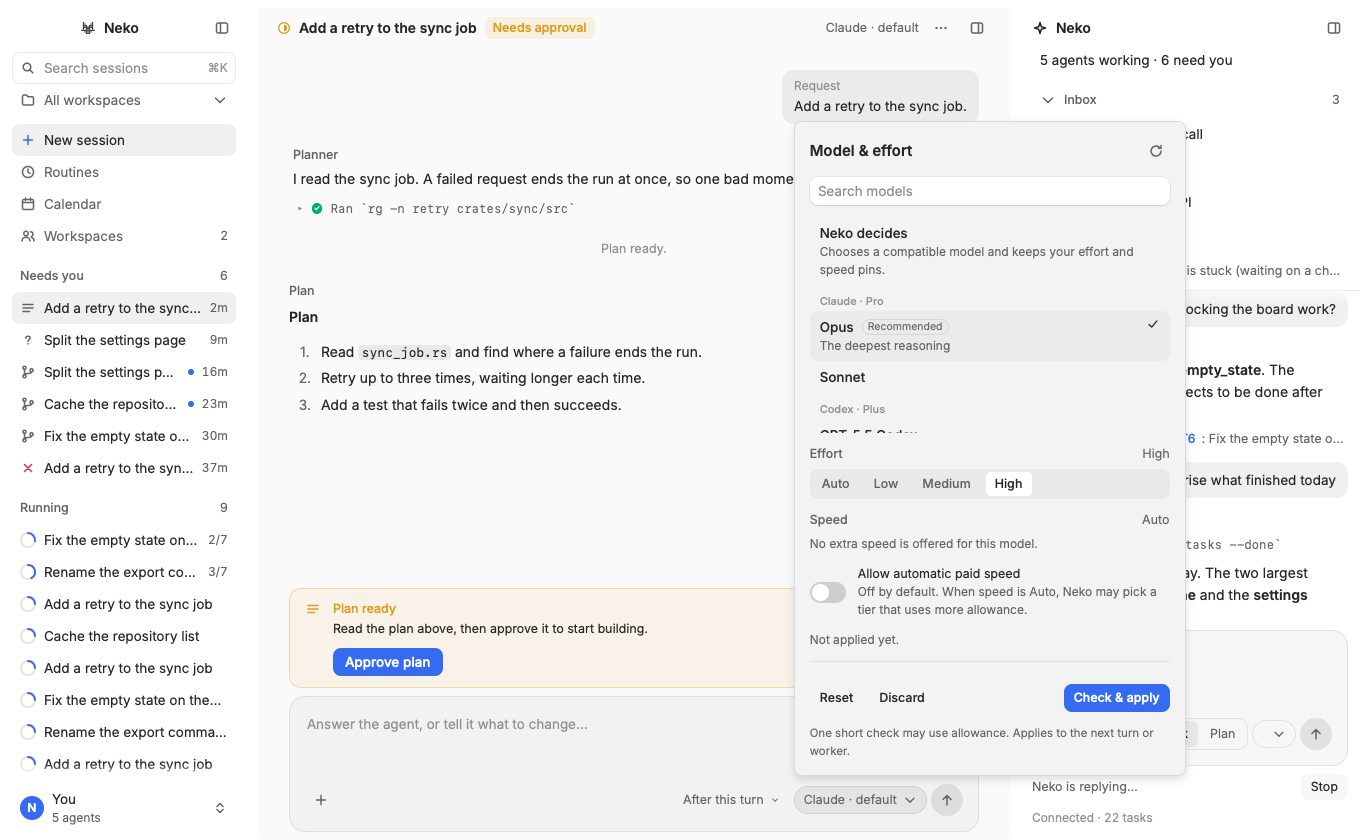 Neko
Search sessions
⌘K
All workspaces
New session
Routines
Calendar
Workspaces
2
Needs you
6
Add a retry to the sync...
2m
Split the settings page
9m
Split the settings p...
16m
Cache the reposito...
23m
Fix the empty state o...
30m
Add a retry to the syn...
37m
Running
9
Fix the empty state on...
2/7
Rename the export co...
3/7
Add a retry to the sync job
Cache the repository list
Add a retry to the sync job
Fix the empty state on the...
Rename the export comma...
Add a retry to the sync job
N
You
5 agents
Add a retry to the sync job
Needs approval
Claude · default
Request
Add a retry to the sync job.
Planner
I read the sync job. A failed request ends the run at once, so one bad mome
Ran `rg -n retry crates/sync/src`
Plan ready.
Plan
Plan
1. Read sync_job.rs and find where a failure ends the run.
2. Retry up to three times, waiting longer each time.
3. Add a test that fails twice and then succeeds.
Plan ready
Read the plan above, then approve it to start building.
Approve plan
Answer the agent, or tell it what to change...
After this turn
Claude · default
Model & effort
Search models
Neko decides
Chooses a compatible model and keeps your effort and
speed pins.
Claude · Pro
Opus
Recommended
The deepest reasoning
Sonnet
Codex · Plus
Effort
High
Auto
Low
Medium
High
Speed
Auto
No extra speed is offered for this model.
Allow automatic paid speed
Off by default. When speed is Auto, Neko may pick a
tier that uses more allowance.
Not applied yet.
Reset
Discard
Check & apply
One short check may use allowance. Applies to the next turn or
worker.
Neko
5 agents working · 6 need you
Inbox
3
call
is stuck (waiting on a ch...
ocking the board work?
mpty_state. The
ects to be done after
: Fix the empty state o...
rise what finished today
tasks --done`
ay. The two largest
e and the settings
Plan
Neko is replying...
Stop
Connected · 22 tasks